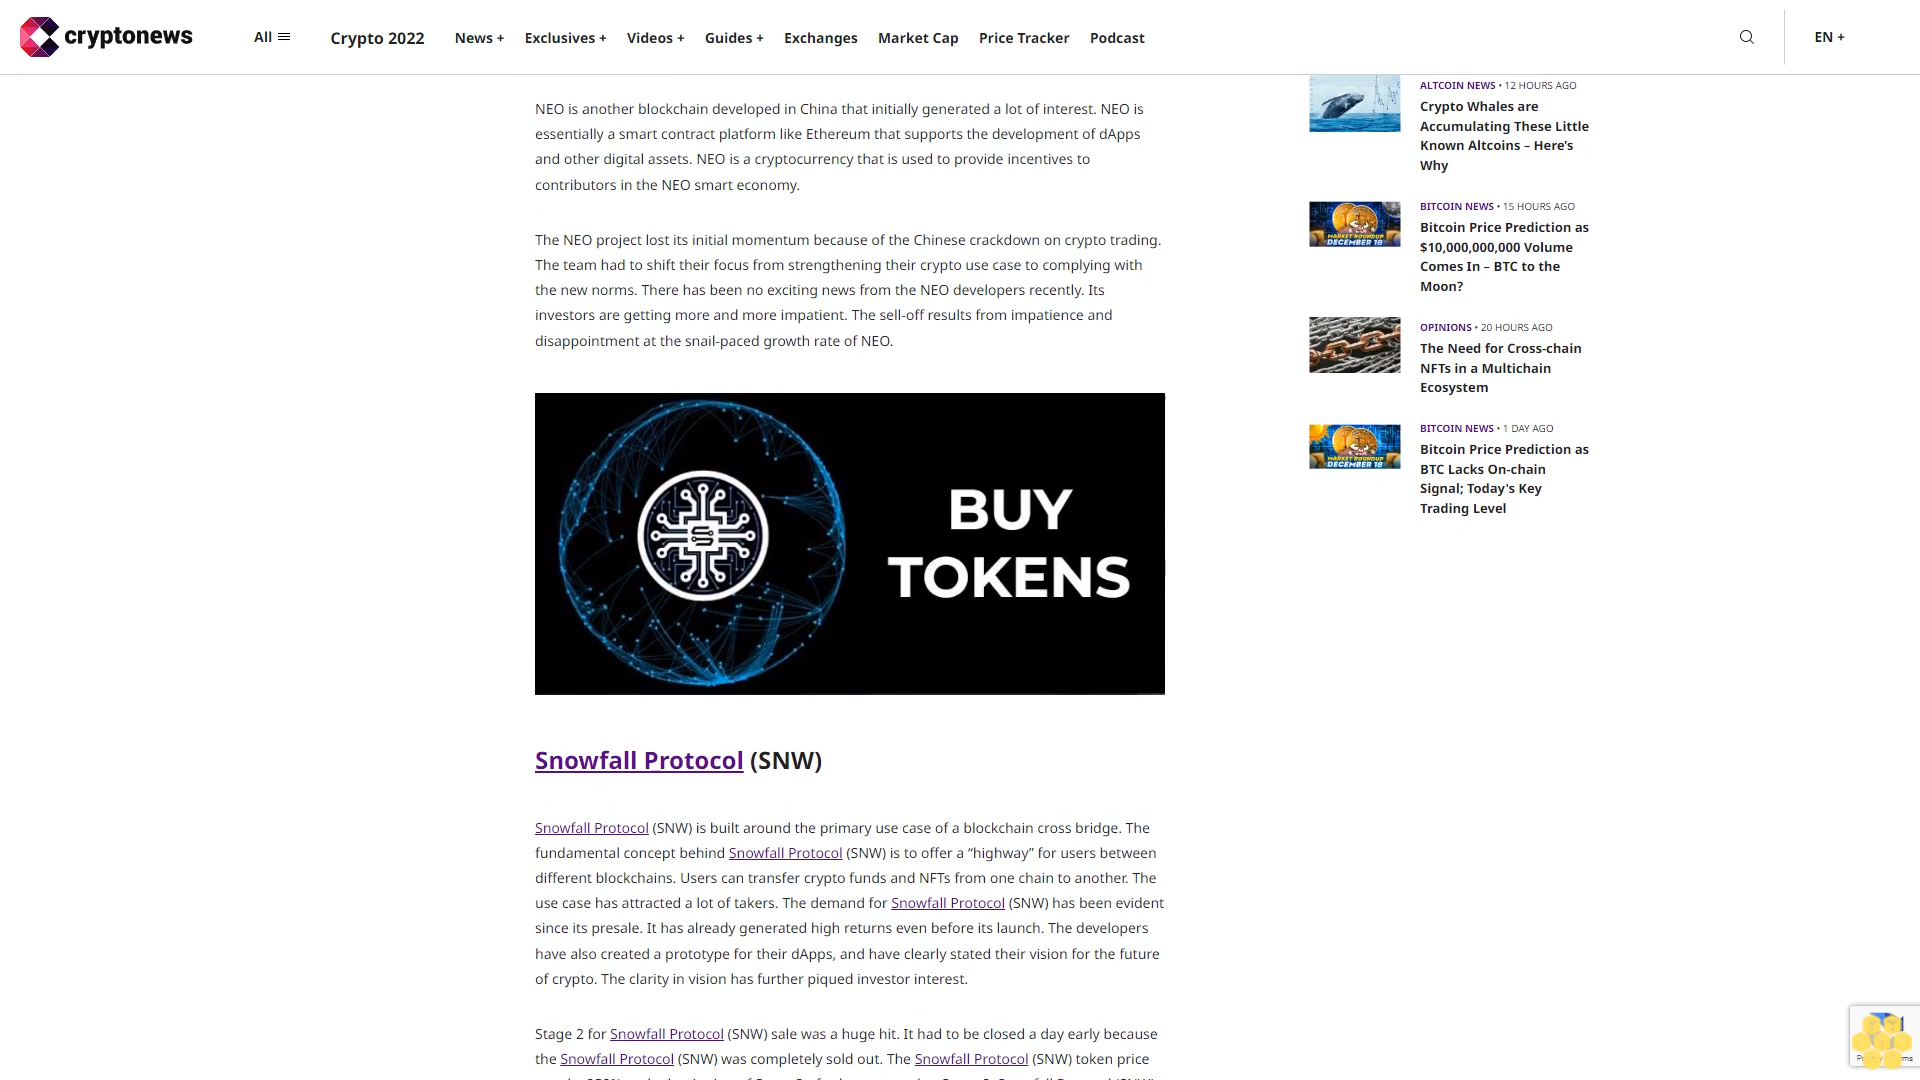 cryptonews
All
Crypto 2022
News +
Exclusives +
Videos +
Guides +
Exchanges
Market Cap
Price Tracker
Podcast
EN +
NEO is another blockchain developed in China that initially generated a lot of interest. NEO is
essentially a smart contract platform like Ethereum that supports the development of dApps
and other digital assets. NEO is a cryptocurrency that is used to provide incentives to
contributors in the NEO smart economy.
The NEO project lost its initial momentum because of the Chinese crackdown on crypto trading.
The team had to shift their focus from strengthening their crypto use case to complying with
the new norms. There has been no exciting news from the NEO developers recently. Its
investors are getting more and more impatient. The sell-off results from impatience and
disappointment at the snail-paced growth rate of NEO.
BUY
TOKENS
Snowfall Protocol (SNW)
Snowfall Protocol (SNW) is built around the primary use case of a blockchain cross bridge. The
fundamental concept behind Snowfall Protocol (SNW) is to offer a “highway” for users between
different blockchains. Users can transfer crypto funds and NFTs from one chain to another. The
use case has attracted a lot of takers. The demand for Snowfall Protocol (SNW) has been evident
since its presale. It has already generated high returns even before its launch. The developers
have also created a prototype for their dApps, and have clearly stated their vision for the future
of crypto. The clarity in vision has further piqued investor interest.
Stage 2 for Snowfall Protocol (SNW) sale was a huge hit. It had to be closed a day early because
the Snowfall Protocol (SNW) was completely sold out. The Snowfall Protocol (SNW) token price
ALTCOIN NEWS • 12 HOURS AGO
Crypto Whales are
Accumulating These Little
Known Altcoins – Here’s
Why
BITCOIN NEWS • 15 HOURS AGO
Bitcoin Price Prediction as
$10,000,000,000 Volume
Comes In – BTC to the
Moon?
MARKET ROUNDUP
DECEMBER 18
OPINIONS • 20 HOURS AGO
The Need for Cross-chain
NFTs in a Multichain
Ecosystem
BITCOIN NEWS • 1 DAY AGO
Bitcoin Price Prediction as
BTC Lacks On-chain
Signal; Today's Key
Trading Level
MARKET ROUNDUP
DECEMBER 18